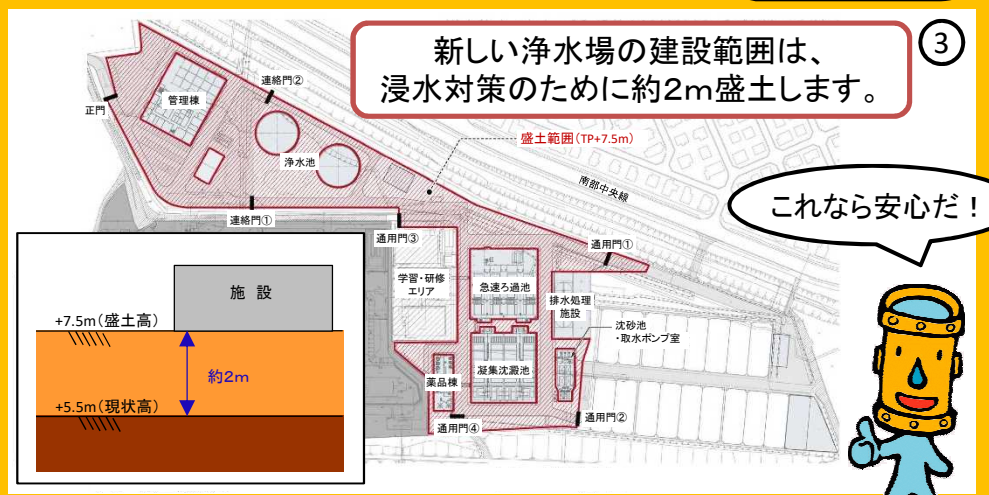 新しい浄水場の建設範囲は、
浸水対策のために約2m盛土します。
③
正門
管理棟
連絡門②
浄水池
盛土範囲(TP+7.5m)
南部中央線
連絡門①
通用門③
通用門①
学習・研修
エリア
急速ろ過池
排水処理
施設
沈砂池
・取水ポンプ室
薬品棟
凝集沈澱池
通用門④
通用門②
これなら安心だ!
施 設
+7.5m(盛土高)
約2m
+5.5m(現状高)